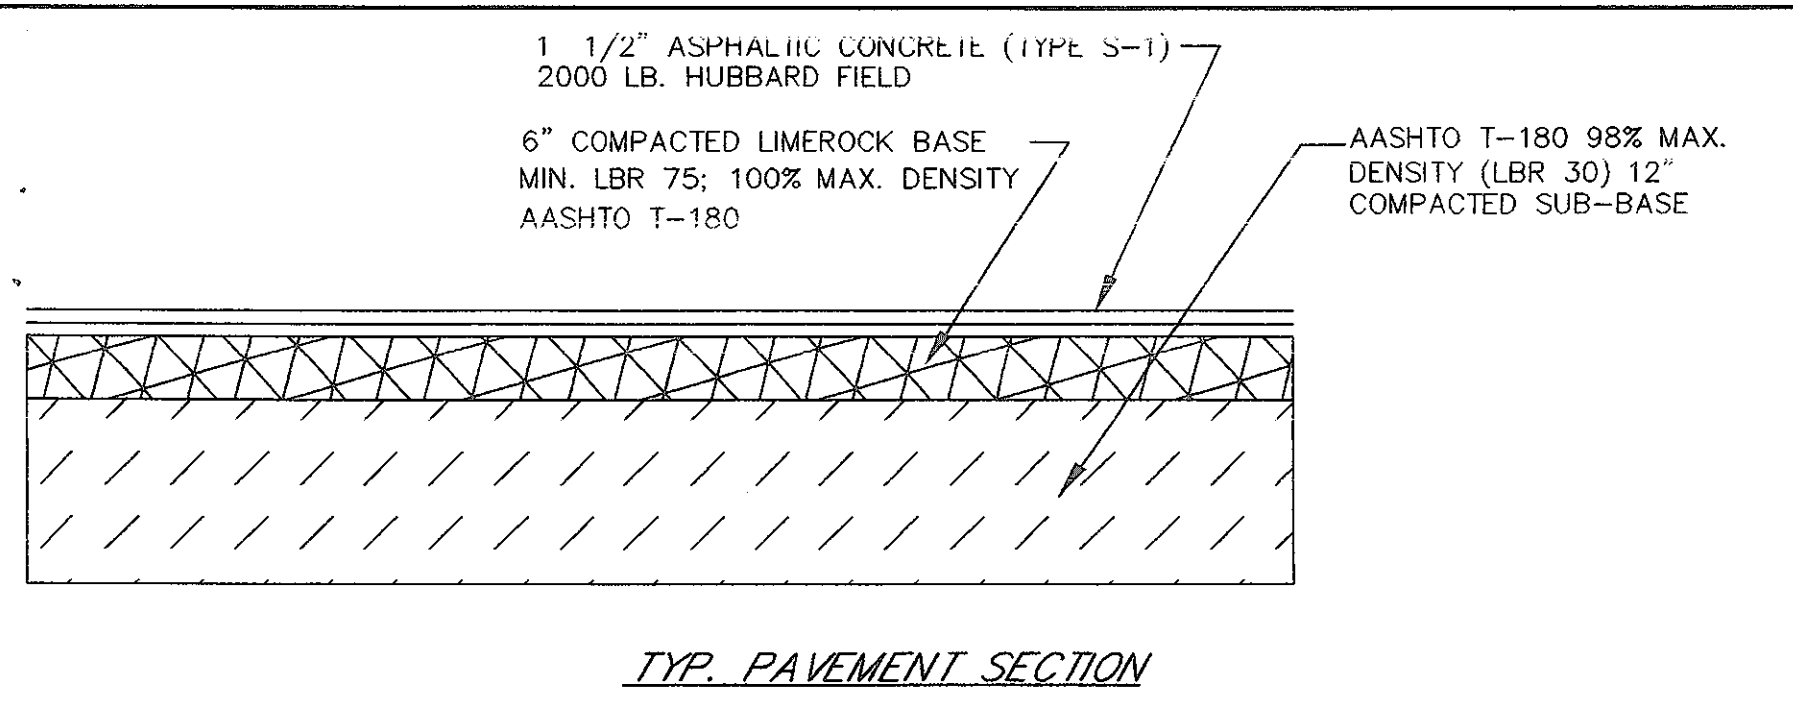 1 1/2" ASPHALTIC CONCRETE (TYPE S-1)
2000 LB. HUBBARD FIELD
6" COMPACTED LIMEROCK BASE
MIN. LBR 75; 100% MAX. DENSITY
AASHTO T-180
AASHTO T-180 98% MAX.
DENSITY (LBR 30) 12"
COMPACTED SUB-BASE
TYP. PAVEMENT SECTION